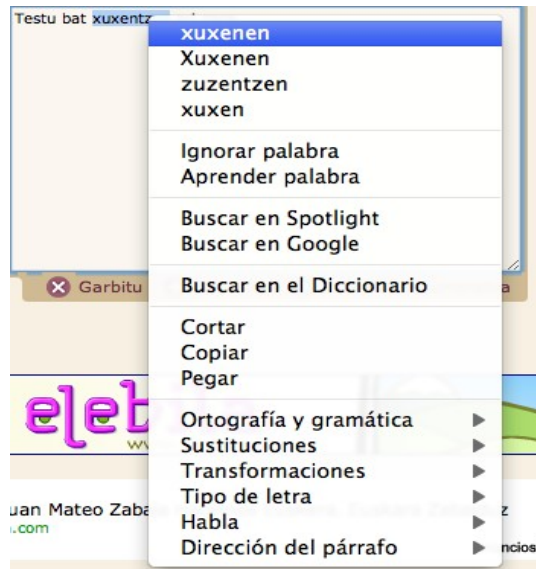 Testu bat
xuxenen
Xuxenen
zuzentzen
xuxen
Ignorar palabra
Aprender palabra
Buscar en Spotlight
Buscar en Google
Garbitu
Buscar en el Diccionario
Cortar
Copiar
Pegar
Ortografía y gramática
Sustituciones
Transformaciones
Tipo de letra
Habla
Dirección del párrafo
uan Mateo Zaba
.com
ncios